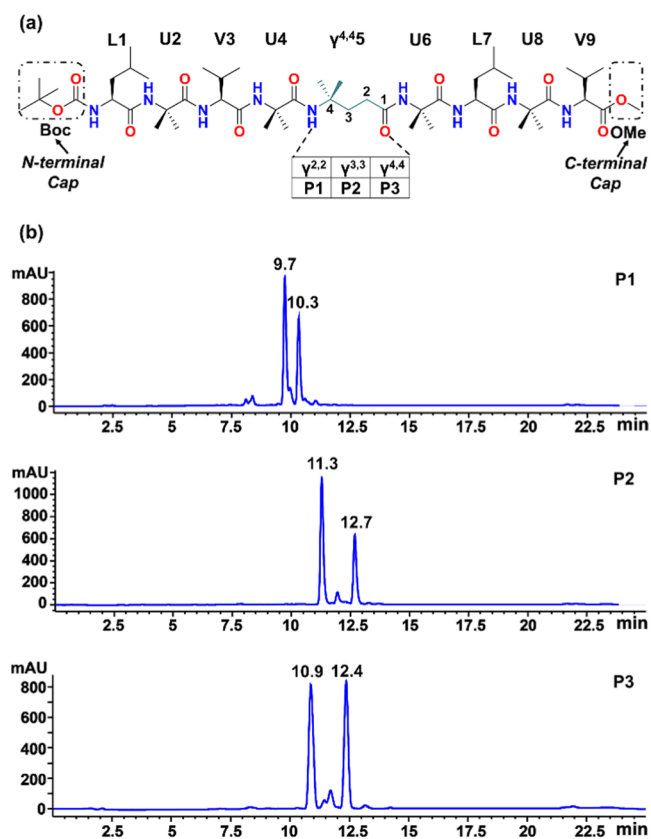 (a)
L1 U2 V3 U4 γ4,45 U6 L7 U8 V9
O O O O O O
HN HN HN HN HN
2 1
O N H N H N H 4 3 N H N H O
O O O O O O
Boc OMe
N-terminal Cap
C-terminal Cap
γ2,2 γ3,3 γ4,4
P1 P2 P3
(b)
mAU 9.7 P1
10.3
800
600
400
200
0
2.5 5 7.5 10 12.5 15 17.5 20 22.5 min
mAU 11.3 P2
12.7
1000
800
600
400
200
0
2.5 5 7.5 10 12.5 15 17.5 20 22.5 min
mAU 10.9 12.4 P3
800
600
400
200
0
2.5 5 7.5 10 12.5 15 17.5 20 22.5 min